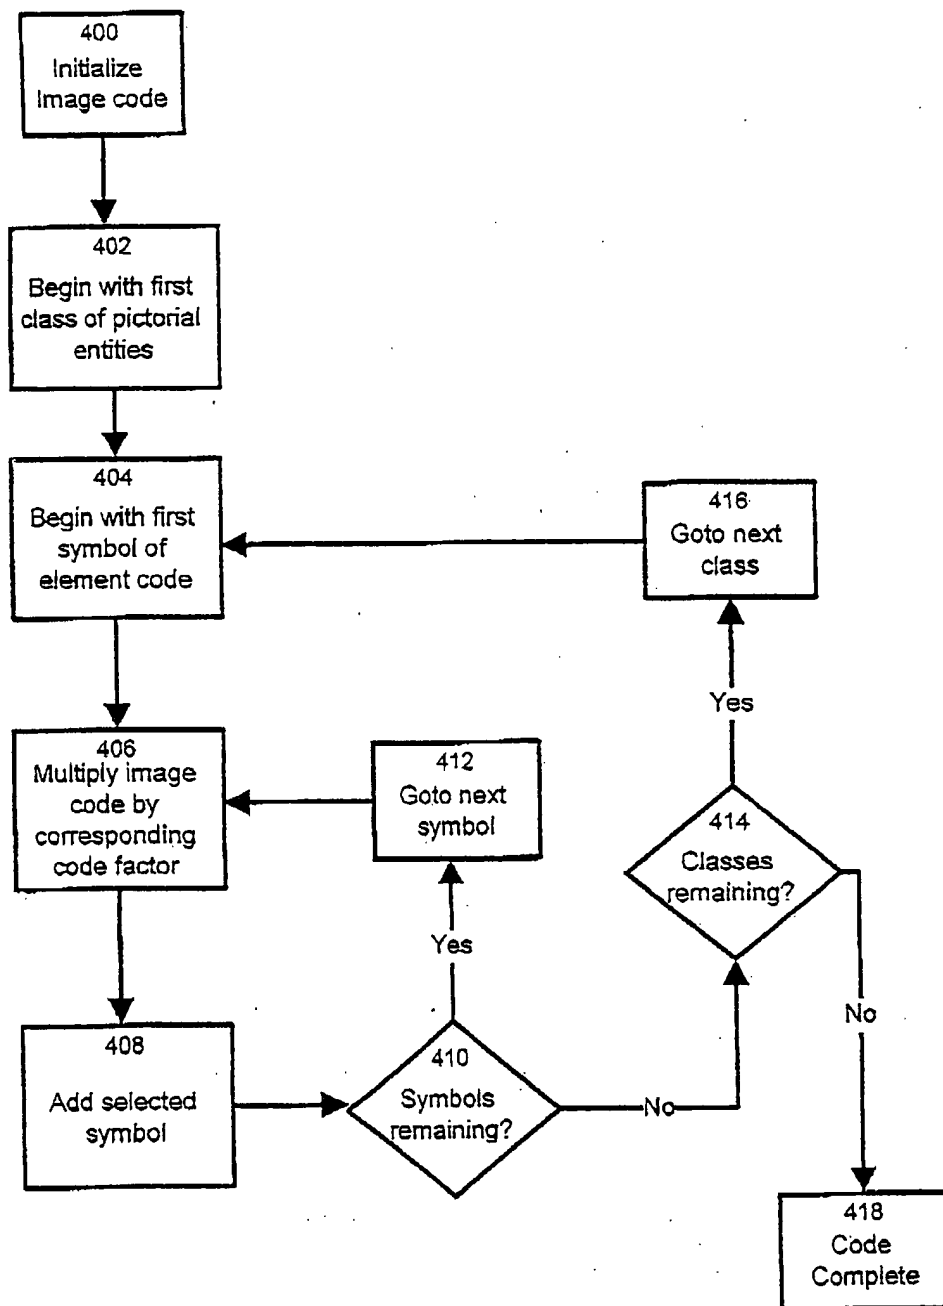 400
Initialize
Image code
402
Begin with first
class of pictorial
entities
404
Begin with first
symbol of
element code
416
Goto next
class
Yes
406
Multiply image
code by
corresponding
code factor
412
Goto next
symbol
414
Classes
remaining?
Yes
No
408
Add selected
symbol
410
Symbols
remaining?
No
418
Code
Complete